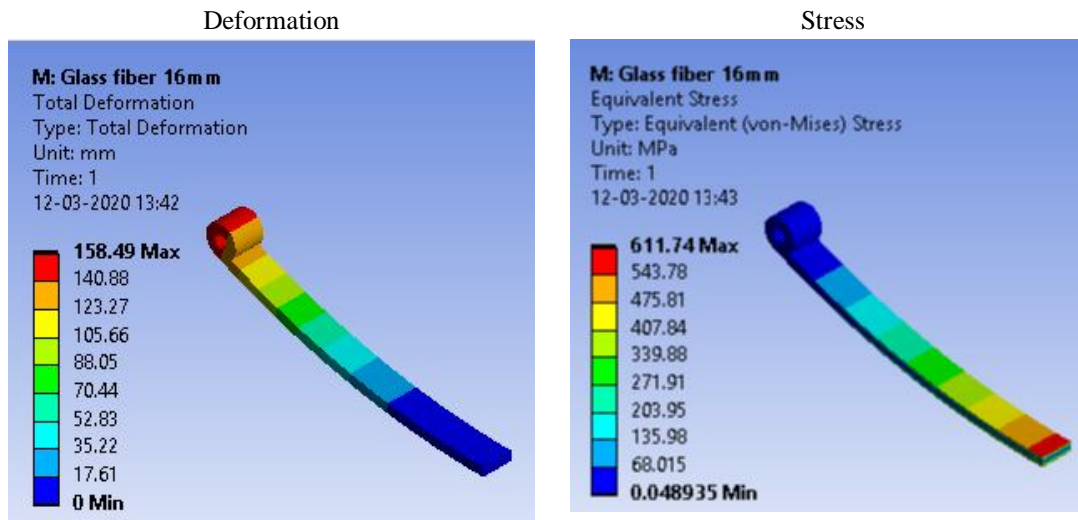 Deformation
Stress
M: Glass fiber 16mm
Total Deformation
Type: Total Deformation
Unit: mm
Time: 1
12-03-2020 13:42
158.49 Max
140.88
123.27
105.66
88.05
70.44
52.83
35.22
17.61
0 Min
M: Glass fiber 16mm
Equivalent Stress
Type: Equivalent (von-Mises) Stress
Unit: MPa
Time: 1
12-03-2020 13:43
611.74 Max
543.78
475.81
407.84
339.88
271.91
203.95
135.98
68.015
0.048935 Min